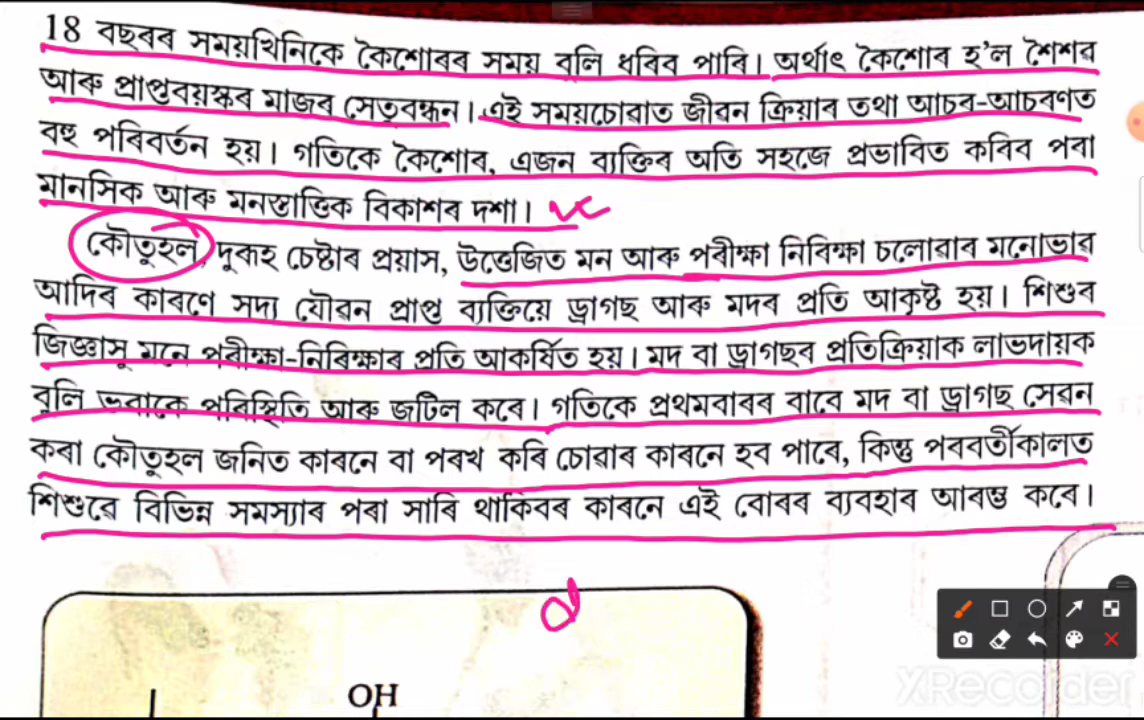 18 বছৰৰ সময়খিনিকে কৈশোৰৰ সময় বুলি ধৰিব পাৰি। অৰ্থাৎ কৈশোৰ হ'ল শৈশৱ
আৰু প্ৰাপ্তবয়স্কৰ মাজৰ সেতুবন্ধন। এই সময়চোৱাত জীৱন ক্ৰিয়াৰ তথা আচৰ-আচৰণত
বহু পৰিবৰ্তন হয়। গতিকে কৈশোৰ, এজন ব্যক্তিৰ অতি সহজে প্ৰভাবিত কৰিব পৰা
মানসিক আৰু মনস্তাত্তিক বিকাশৰ দশা।
কৌতুহল, দুৰূহ চেষ্টাৰ প্ৰয়াস, উত্তেজিত মন আৰু পৰীক্ষা নিৰিক্ষা চলোৱাৰ মনোভাৱ
আদিৰ কাৰণে সদ্য যৌৱন প্ৰাপ্ত ব্যক্তিয়ে ড্ৰাগছ আৰু মদৰ প্ৰতি আকৃষ্ট হয়। শিশুৰ
জিজ্ঞাসু মনে পৰীক্ষা-নিৰিক্ষাৰ প্ৰতি আকৰ্ষিত হয়। মদ বা ড্ৰাগছৰ প্ৰতিক্ৰিয়াক লাভদায়ক
বুলি ভবাকে পৰিস্থিতি আৰু জটিল কৰে। গতিকে প্ৰথমবাৰৰ বাবে মদ বা ড্ৰাগছ সেৱন
কৰা কৌতুহল জনিত কাৰনে বা পৰখ কৰি চোৱাৰ কাৰনে হব পাৰে, কিন্তু পৰবৰ্তীকালত
শিশুৱে বিভিন্ন সমস্যাৰ পৰা সাৰি থাকিবৰ কাৰনে এই বোৰৰ ব্যবহাৰ আৰম্ভ কৰে।
OH
XRecorder